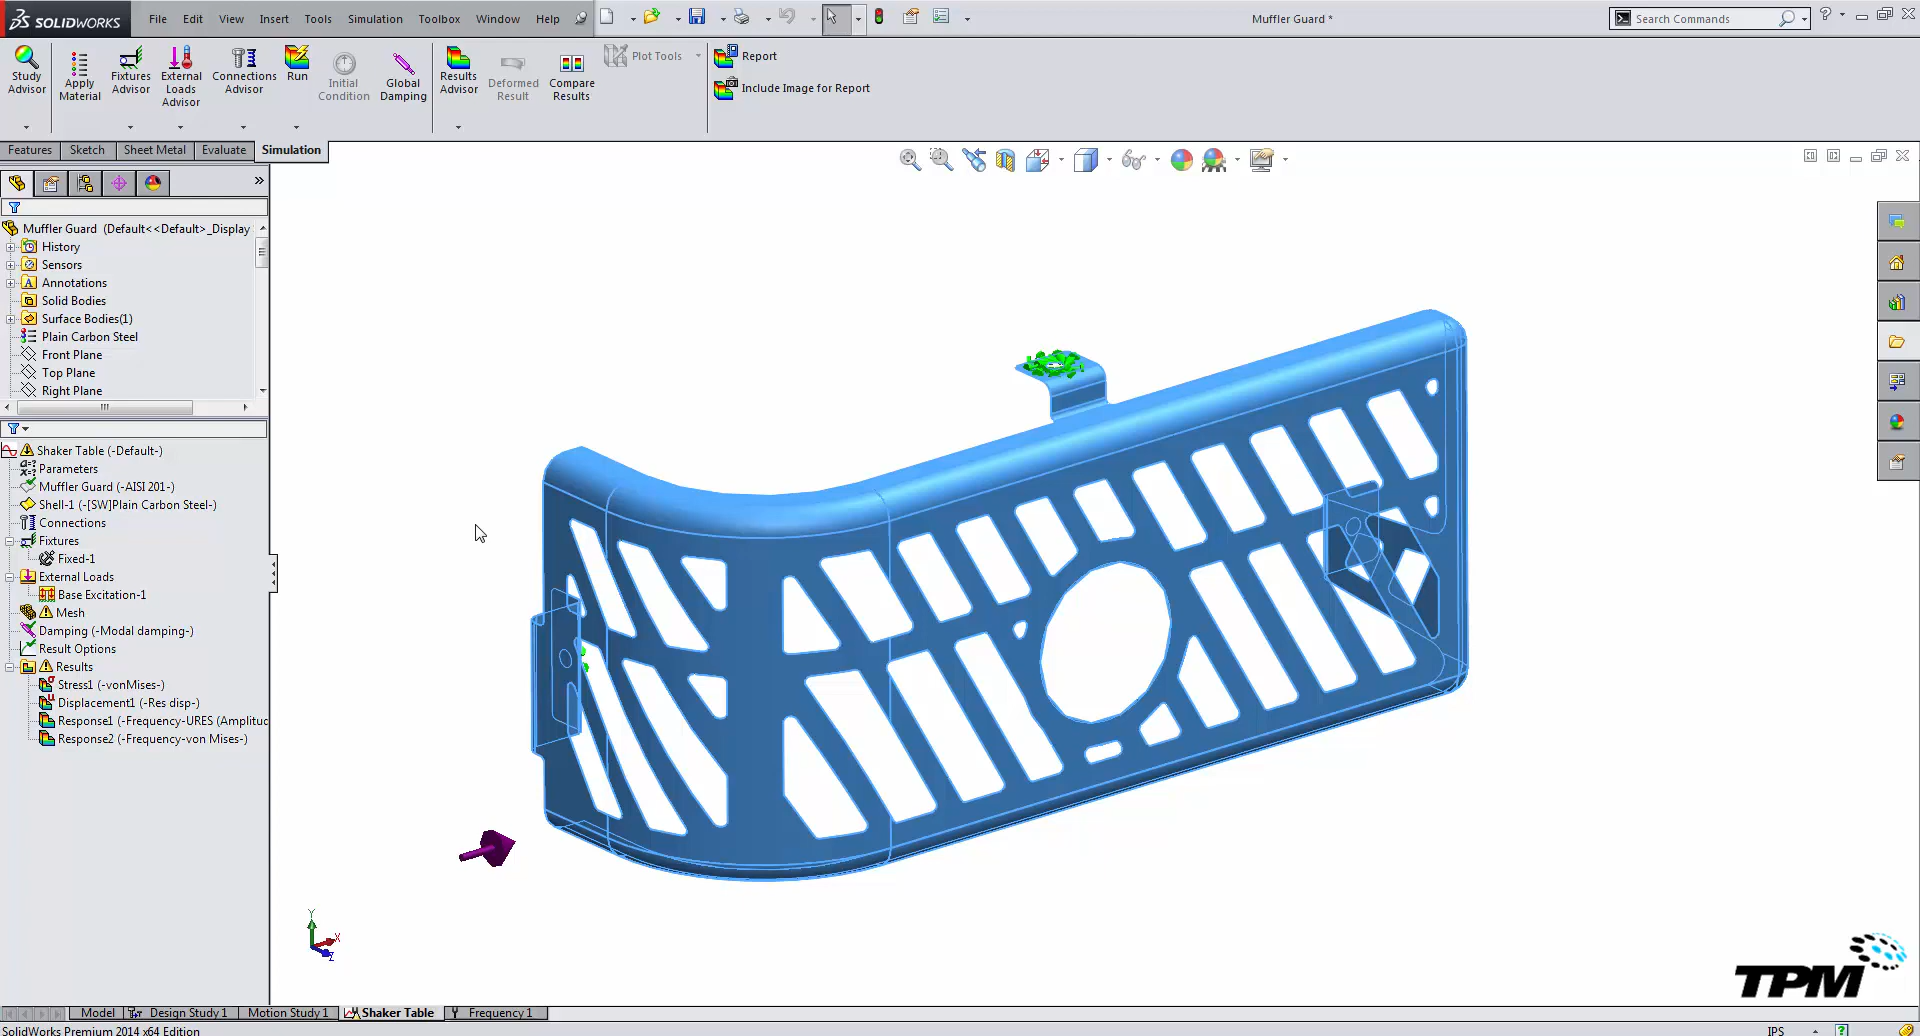 SOLIDWORKS File Edit View Insert Tools Simulation Toolbox Window Help Muffler Guard * Search Commands
Study Advisor
Apply Material
Fixtures Advisor
External Loads Advisor
Connections Advisor
Run
Initial Condition
Global Damping
Results Advisor
Deformed Result
Compare Results
Plot Tools
Report
Include Image for Report
Features Sketch Sheet Metal Evaluate Simulation
Muffler Guard (Default<<Default>_Display
History
Sensors
Annotations
Solid Bodies
Surface Bodies(1)
Plain Carbon Steel
Front Plane
Top Plane
Right Plane
Shaker Table (-Default-)
Parameters
Muffler Guard (-AISI 201-)
Shell-1 (-[SW]Plain Carbon Steel-)
Connections
Fixtures
Fixed-1
External Loads
Base Excitation-1
Mesh
Damping (-Modal damping-)
Result Options
Results
Stress1 (-vonMises-)
Displacement1 (-Res disp-)
Response1 (-Frequency-URES (Amplitud
Response2 (-Frequency-von Mises-)
Y
X
Z
TPM
Model Design Study 1 Motion Study 1 Shaker Table Frequency 1
SolidWorks Premium 2014 x64 Edition IPS